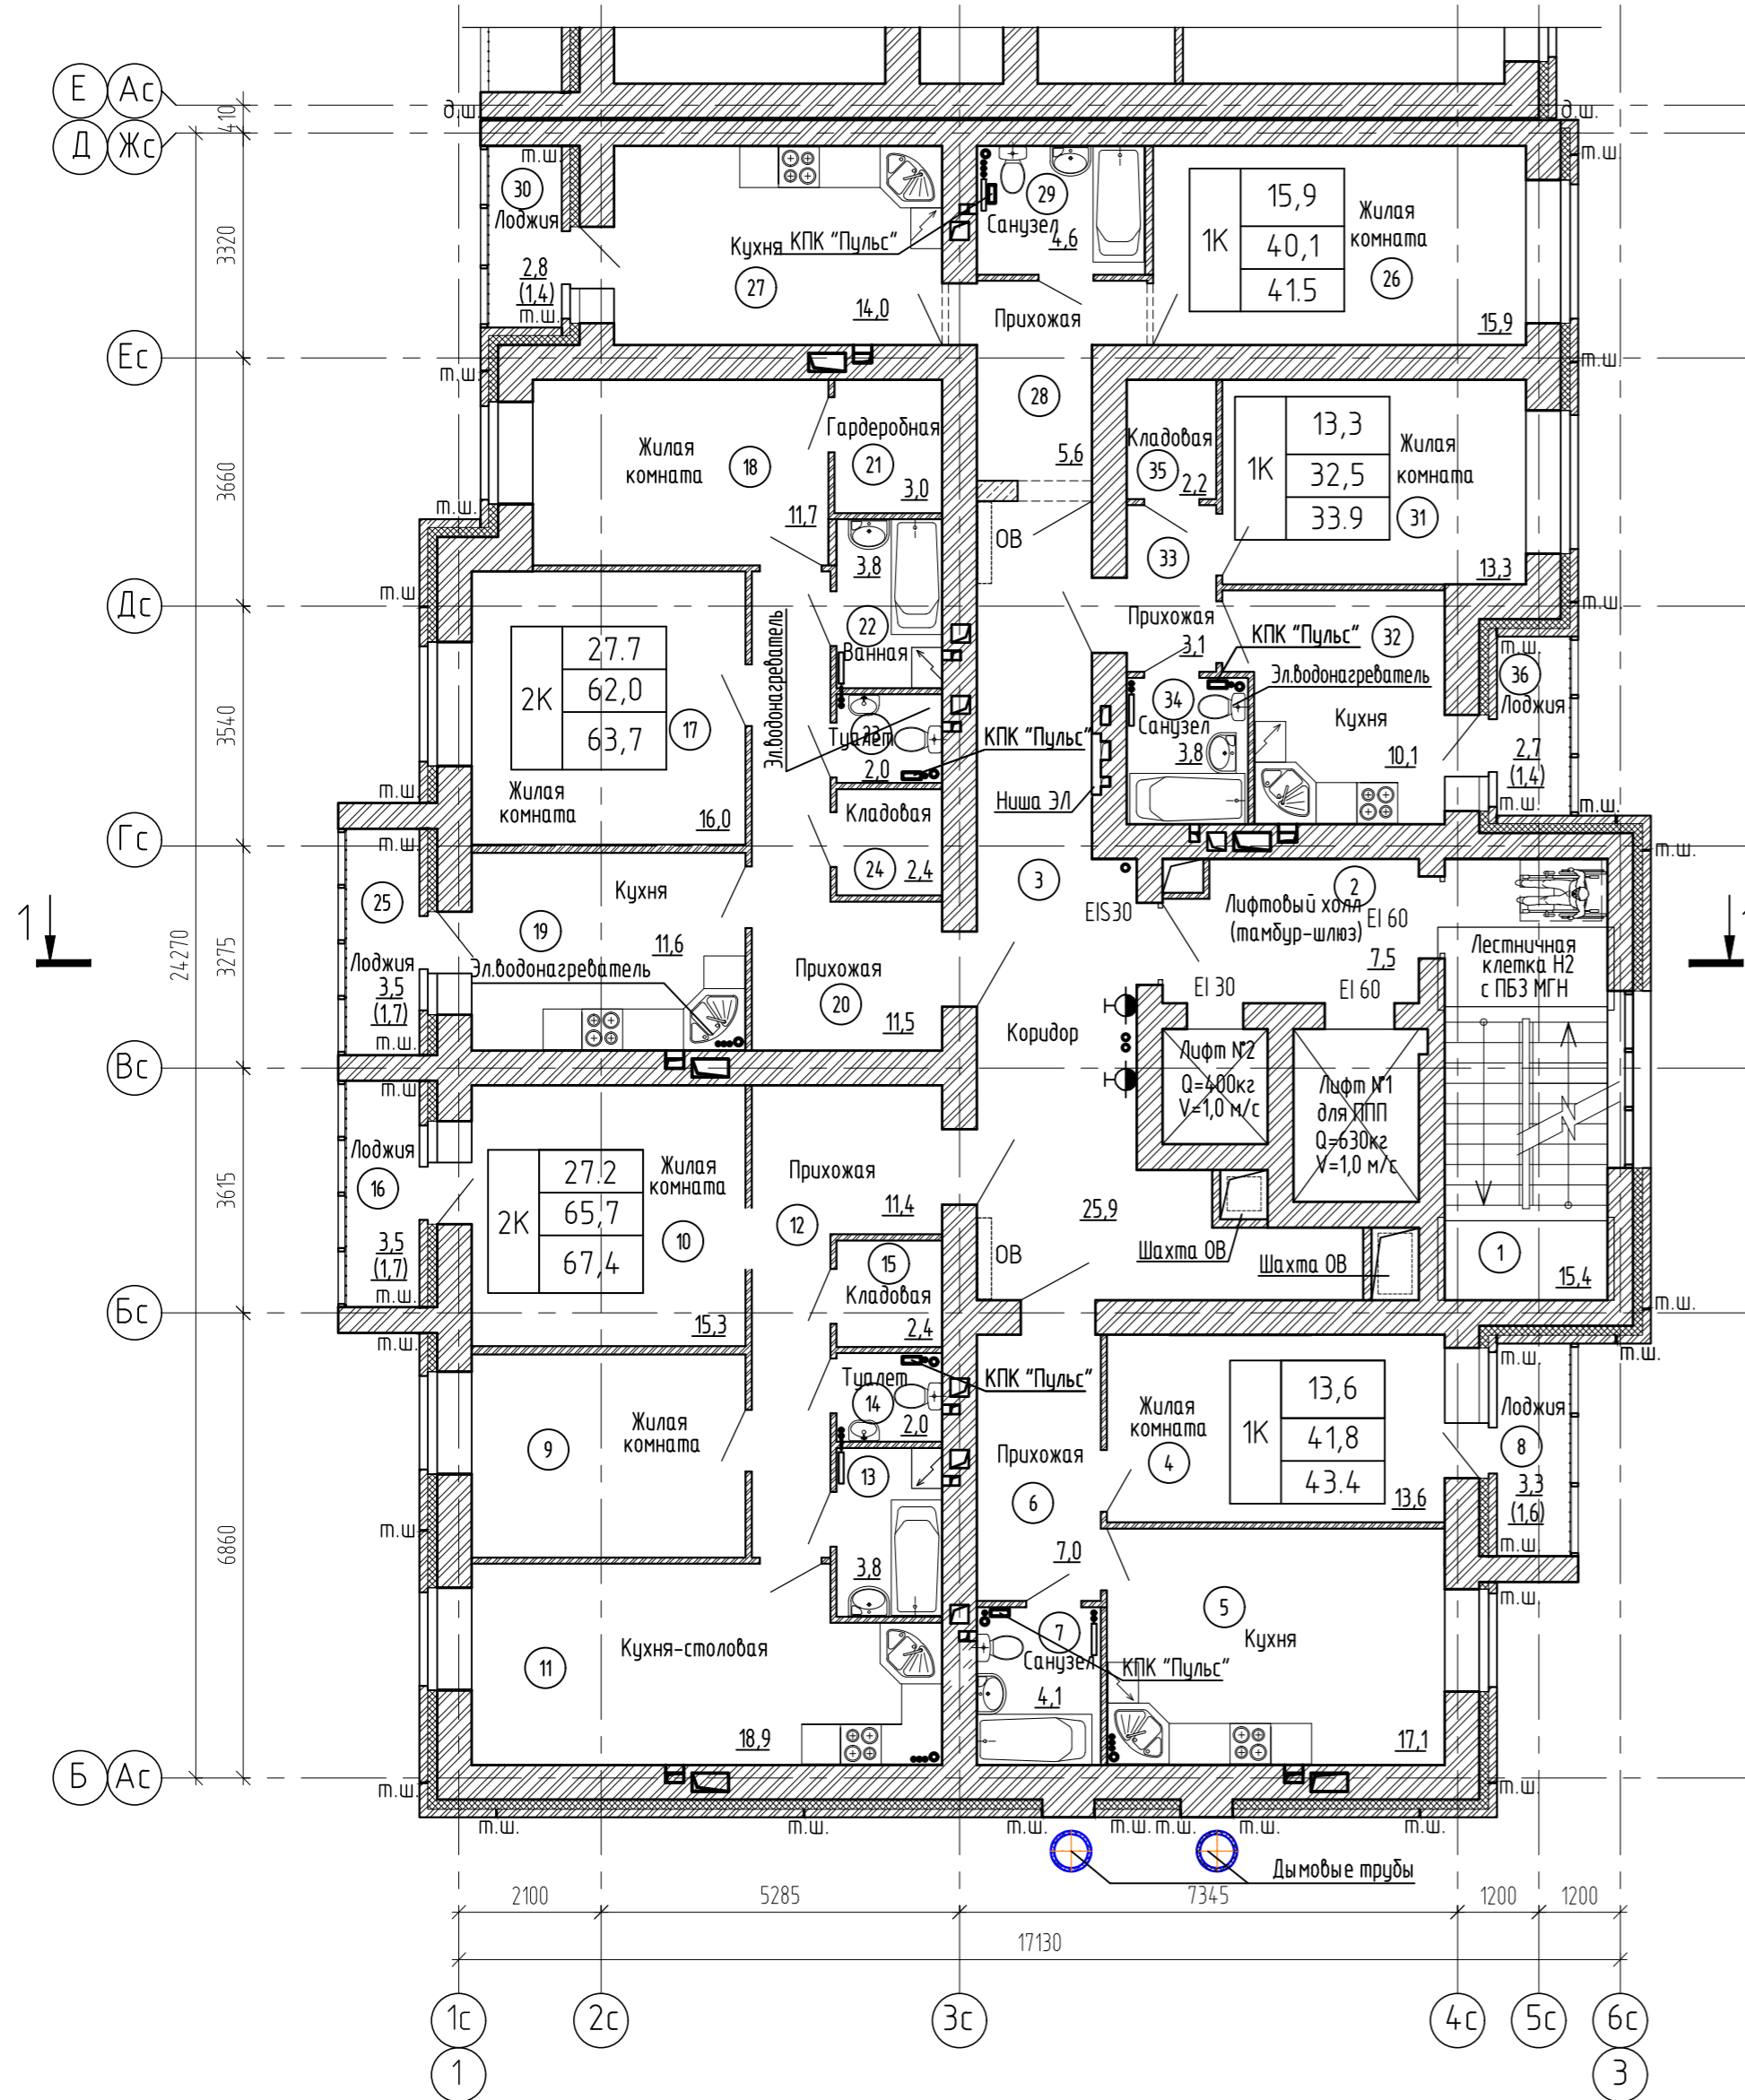 Е Ас
д.ш.
д.ш.
410
Д Жс
т.ш.
т.ш.
30
Лоджия
2,8
(1,4)
т.ш.
Кухня
КПК "Пульс"
27
14,0
29
Санузел
4,6
Прихожая
1К
15,9
40,1
41.5
Жилая
комната
26
15,9
3320
Ес
т.ш.
т.ш.
28
5,6
Жилая
комната
18
11,7
Гардеробная
21
3,0
Кладовая
35
2,2
1К
13,3
32,5
33.9
Жилая
комната
31
13,3
3660
т.ш.
ОВ
33
3,8
22
Ванная
Дс
т.ш.
т.ш.
Прихожая
3,1
КПК "Пульс"
32
Эл.водонагреватель
2К
27.7
62,0
63,7
17
Жилая
комната
16,0
Эл.водонагреватель
23
Туалет
2,0
КПК "Пульс"
Ниша ЭЛ
34
Санузел
3,8
Кухня
10,1
т.ш.
36
Лоджия
2,7
(1,4)
т.ш.
т.ш.
3540
т.ш.
Гс
т.ш.
т.ш.
Кладовая
24
2,4
3
25
Лоджия
3,5
(1,7)
т.ш.
Кухня
19
11,6
Эл.водонагреватель
Прихожая
20
11,5
EIS30
2
Лифтовый холл
(тамбур-шлюз)
EI 60
7,5
EI 30
EI 60
Лестничная
клетка Н2
с ПБЗ МГН
1
3275
24270
Коридор
Лифт №2
Q=400кг
V=1,0 м/с
Лифт №1
для ППП
Q=630кг
V=1,0 м/с
Вс
т.ш.
Лоджия
16
3,5
(1,7)
т.ш.
2К
27.2
65,7
67,4
Жилая
комната
10
15,3
Прихожая
12
11,4
25,9
Шахта ОВ
Шахта ОВ
1
15,4
3615
ОВ
15
Кладовая
2,4
Бс
т.ш.
т.ш.
т.ш.
т.ш.
Туалет
14
2,0
КПК "Пульс"
9
Жилая
комната
13
3,8
Прихожая
6
7,0
Жилая
комната
4
1К
13,6
41,8
43.4
13,6
Лоджия
8
3,3
(1,6)
т.ш.
т.ш.
т.ш.
6860
Кухня-столовая
11
18,9
7
Санузел
4,1
КПК "Пульс"
5
Кухня
17,1
Б Ас
т.ш.
т.ш.
т.ш.
т.ш.
т.ш.
т.ш.
т.ш.
т.ш.
т.ш.
Дымовые трубы
2100
5285
7345
1200
1200
17130
1с
2с
3с
4с
5с
6с
1
3